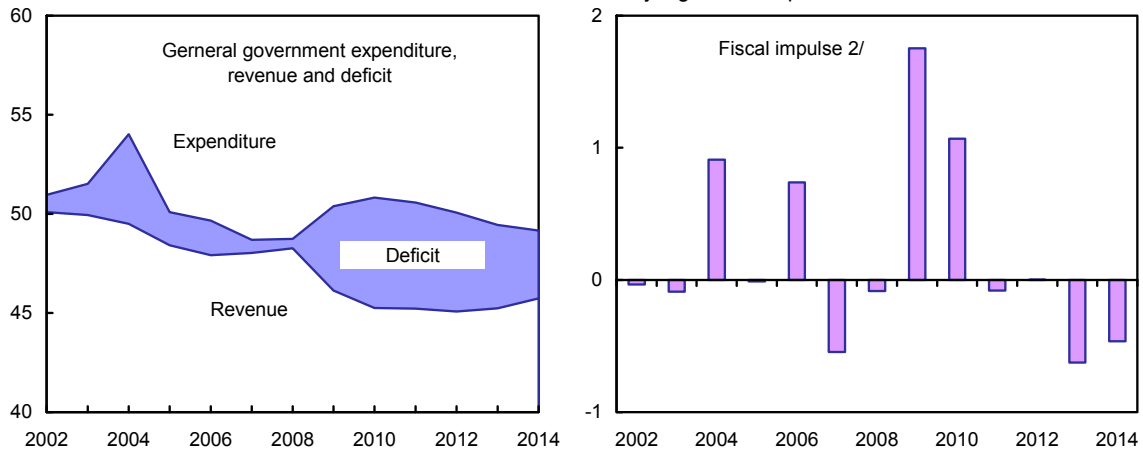 60
55
50
45
40
Gerneral government expenditure,
revenue and deficit
Expenditure
Deficit
Revenue
2002 2004 2006 2008 2010 2012 2014
2
1
0
-1
Fiscal impulse 2/
2002 2004 2006 2008 2010 2012 2014